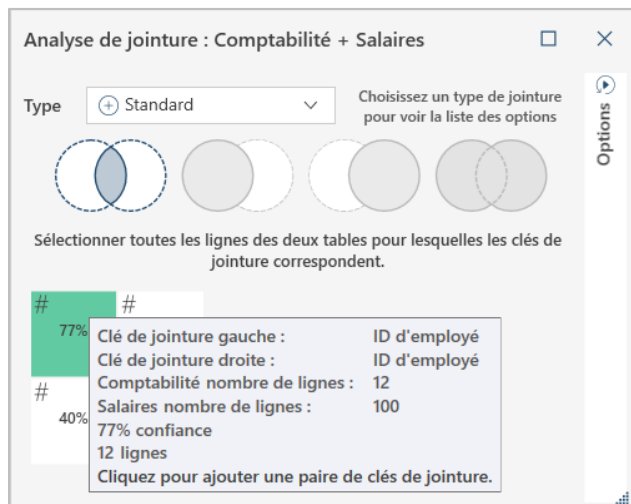 Analyse de jointure : Comptabilité + Salaires
Type
Standard
Choisissez un type de jointure
pour voir la liste des options
Options
Sélectionner toutes les lignes des deux tables pour lesquelles les clés de
jointure correspondent.
# #
77%
Clé de jointure gauche : ID d'employé
Clé de jointure droite : ID d'employé
Comptabilité nombre de lignes : 12
Salaires nombre de lignes : 100
77% confiance
12 lignes
Cliquez pour ajouter une paire de clés de jointure.
#
40%